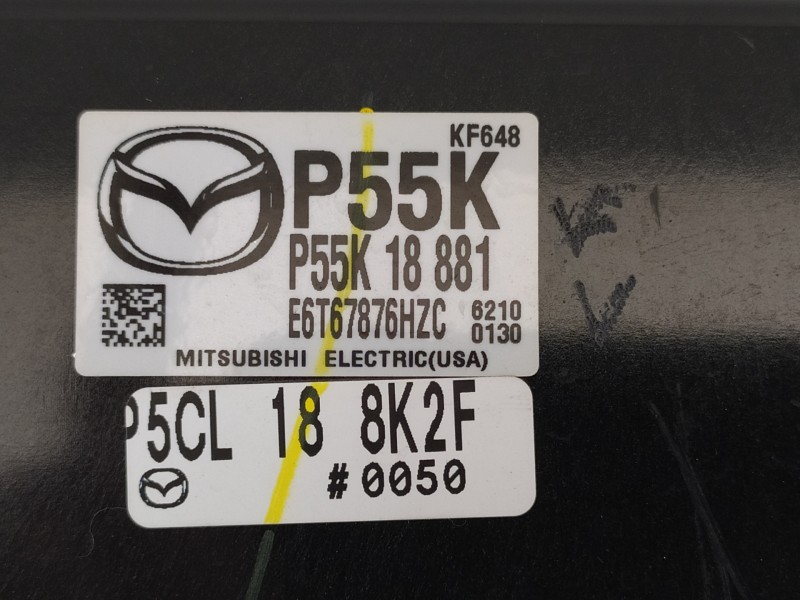 KF648
P55K
P55K 18 881
E6T67876HZC 6210
0130
MITSUBISHI ELECTRIC(USA)
P5CL 18 8K2F
#0050